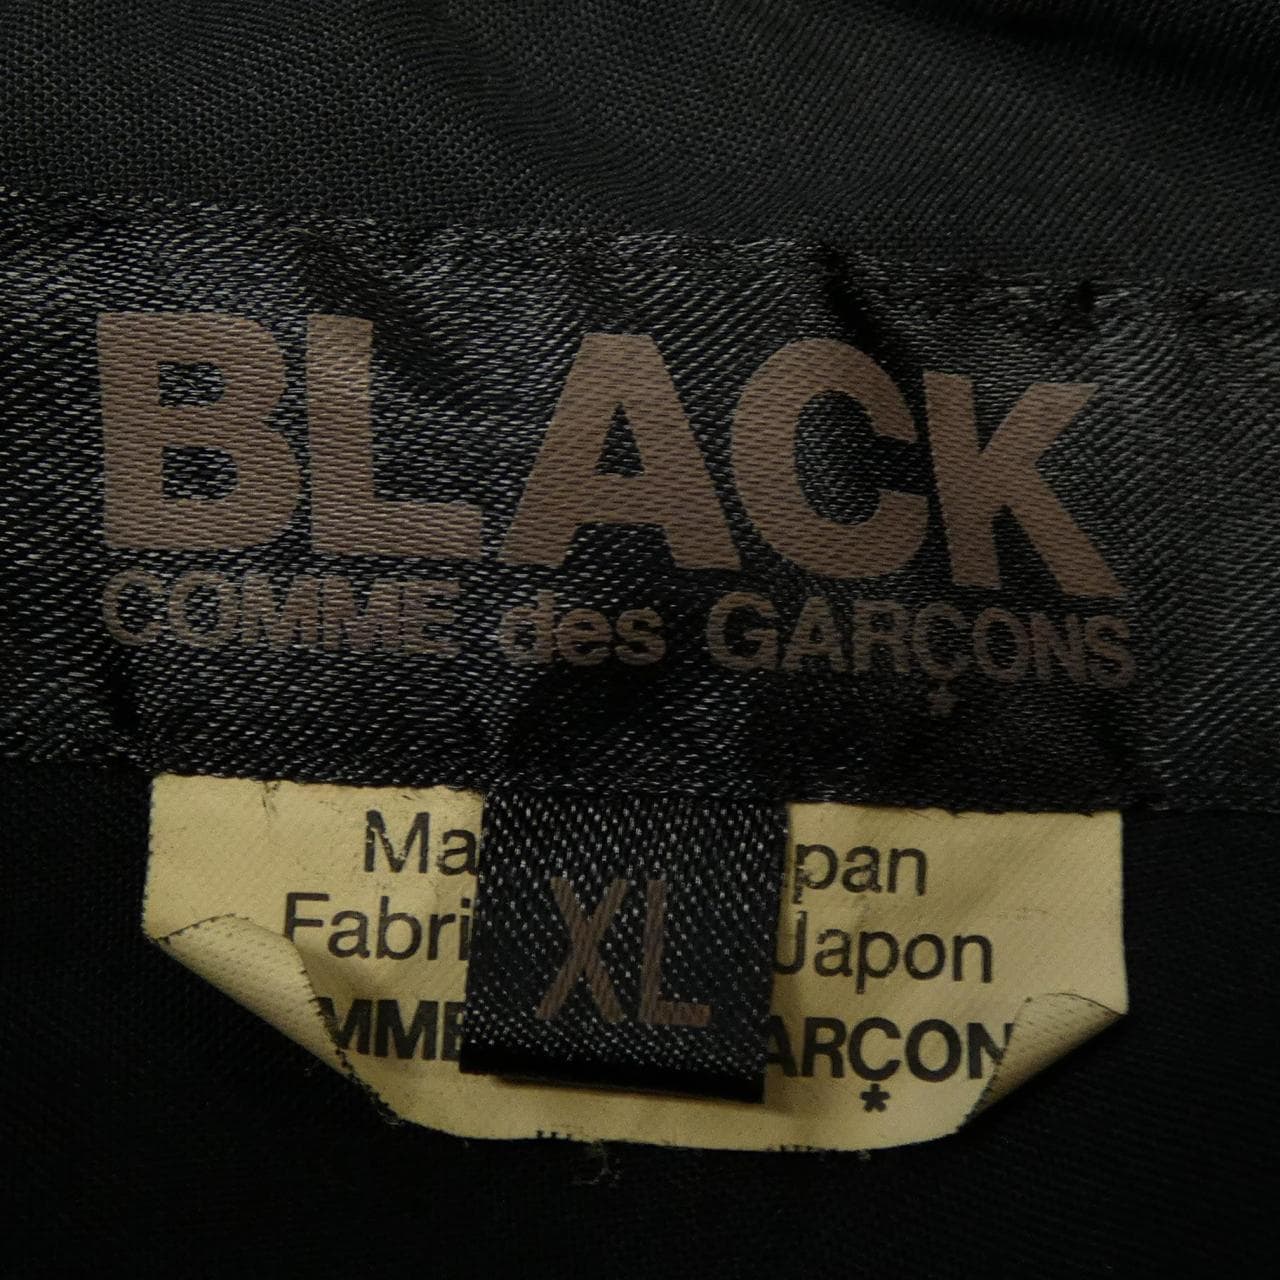 BLACK
COMME des GARÇONS
XL
Ma pan
Fabri Japon
MME ARÇON
*